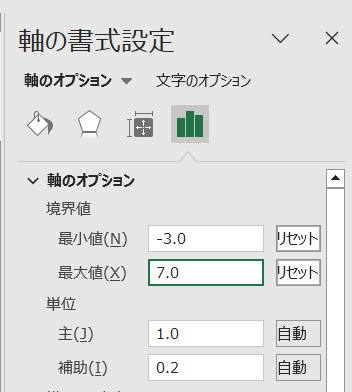 軸の書式設定
軸のオプション 文字のオプション
軸のオプション
境界値
最小値(N) -3.0 リセット
最大値(X) 7.0 リセット
単位
主(J) 1.0 自動
補助(I) 0.2 自動